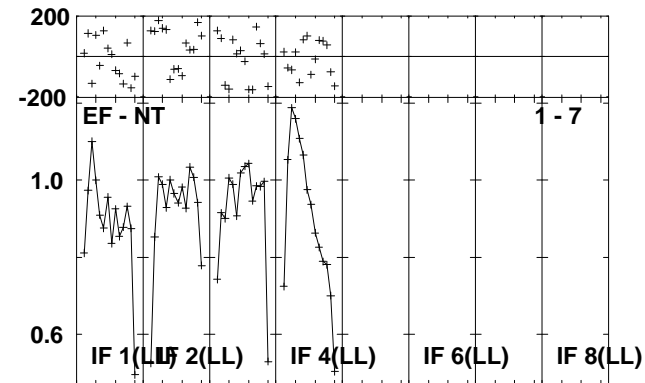 200
-200
EF - NT 1 - 7
1.0
0.6
IF 1(LL) IF 2(LL) IF 4(LL) IF 6(LL) IF 8(LL)